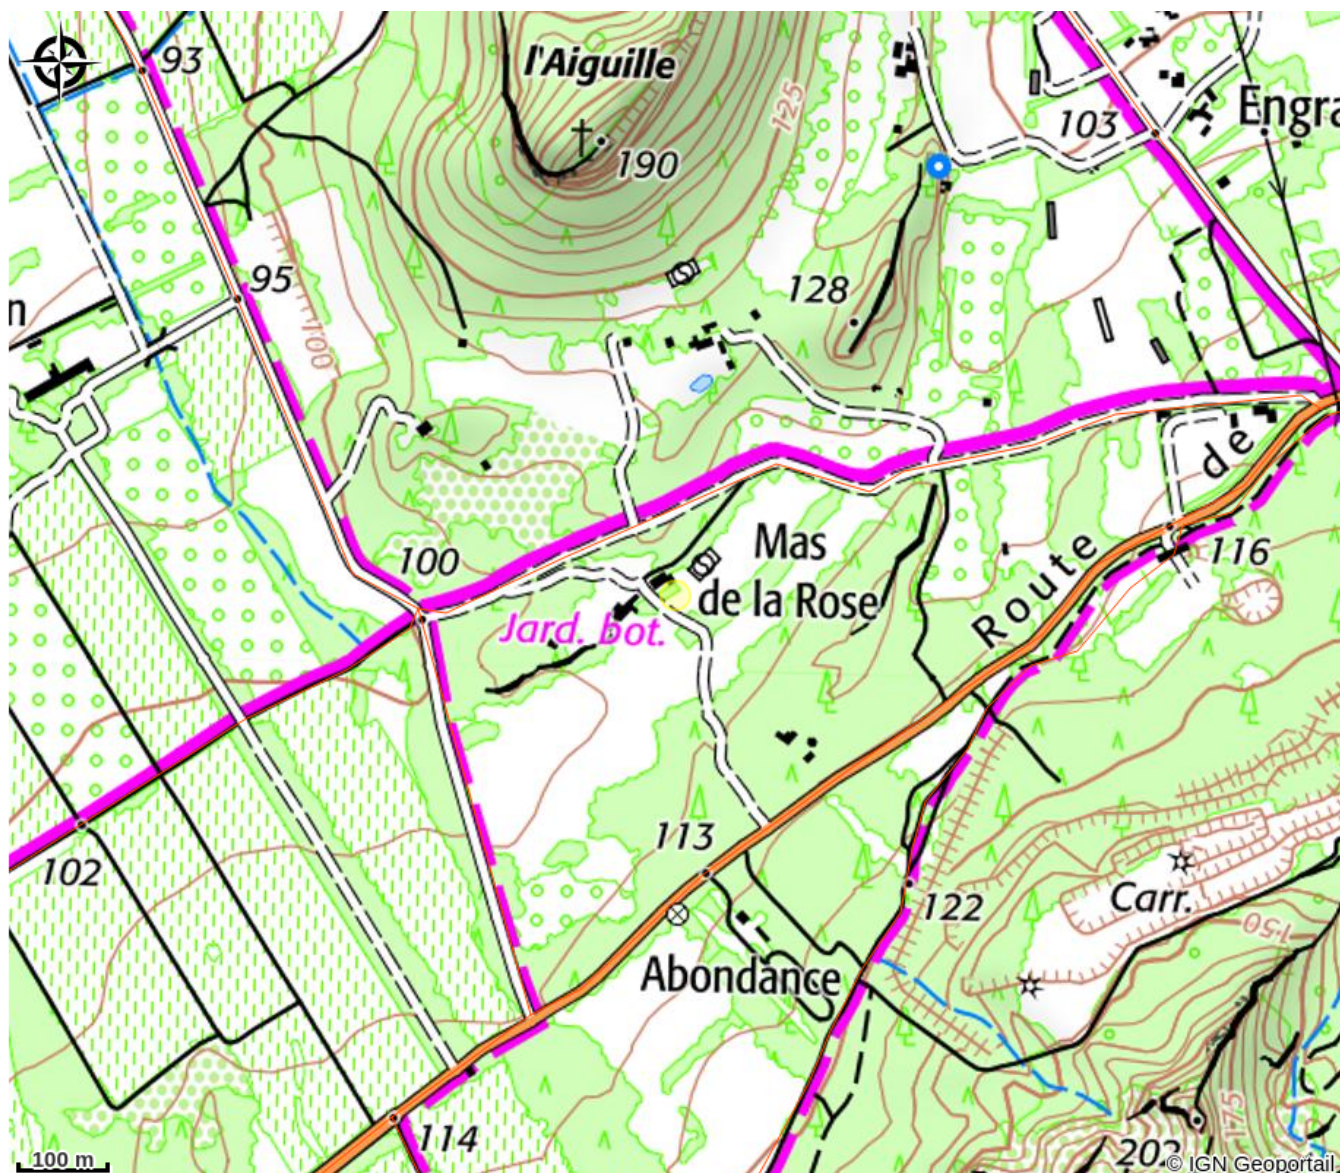 93
l'Aiguille
190
125
103
Engra
95
128
n
100
100
Mas
de la Rose
Jard. bot.
Route
de
116
113
102
122
Carr.
150
Abondance
114
175
202
100 m
© IGN Geoportail